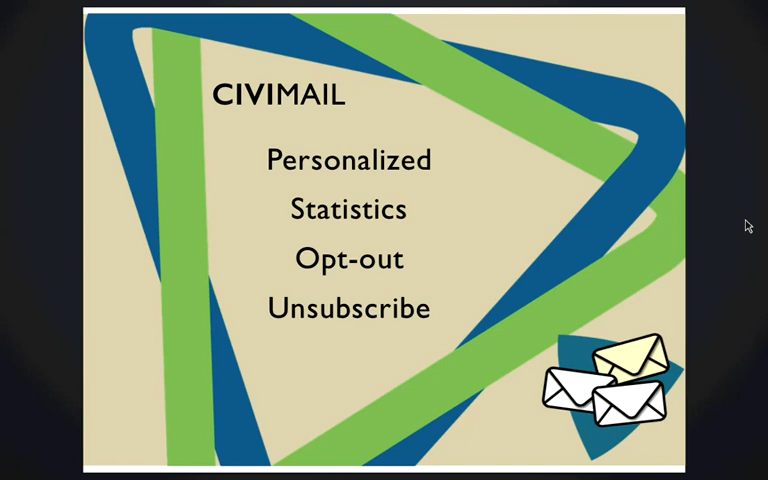 CIVIMAIL
Personalized
Statistics
Opt-out
Unsubscribe